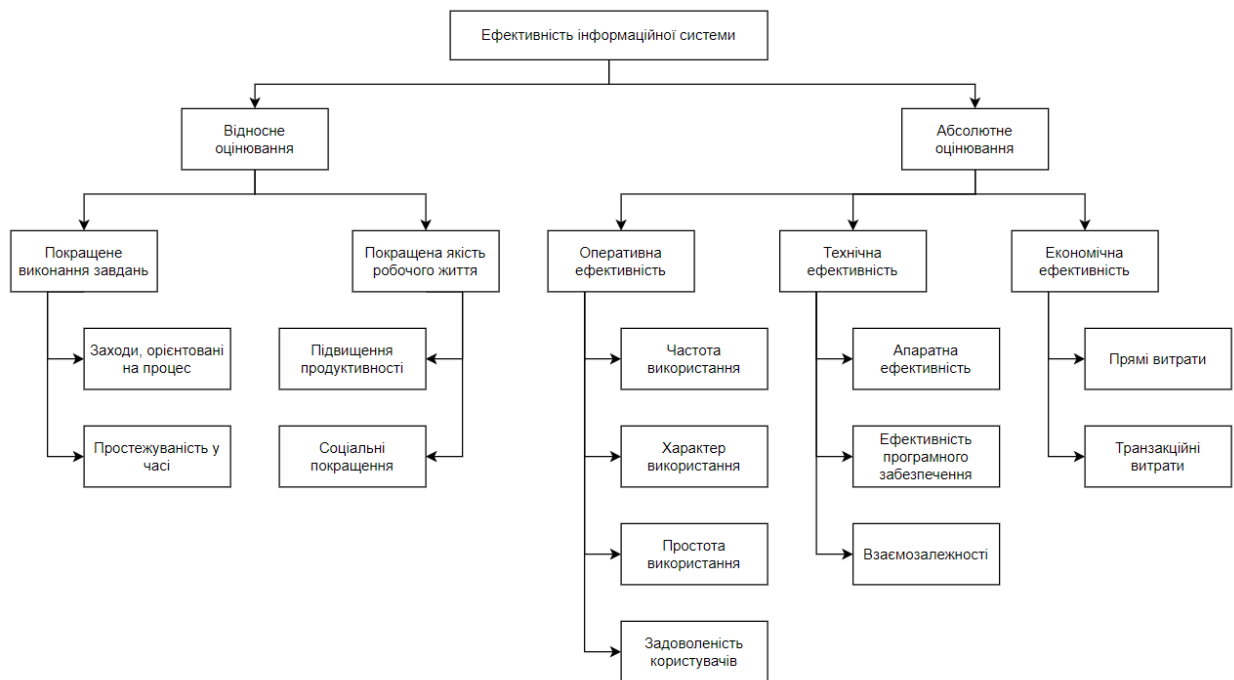 Ефективність інформаційної системи
Відносне
оцінювання
Абсолютне
оцінювання
Покращене
виконання завдань
Покращена якість
робочого життя
Оперативна
ефективність
Технічна
ефективність
Економічна
ефективність
Заходи, орієнтовані
на процес
Підвищення
продуктивності
Частота
використання
Апаратна
ефективність
Прямі витрати
Простежуваність у
часі
Соціальні
покращення
Характер
використання
Ефективність
програмного
забезпечення
Транзакційні
витрати
Простота
використання
Взаємозалежності
Задоволеність
користувачів